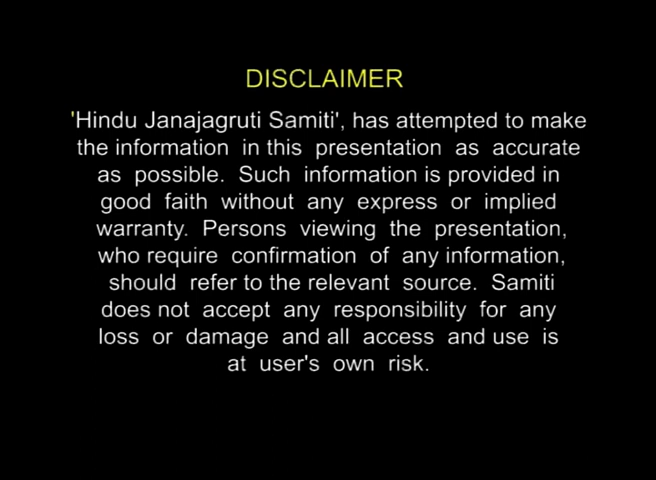 DISCLAIMER
'Hindu Janajagruti Samiti', has attempted to make
the information in this presentation as accurate
as possible. Such information is provided in
good faith without any express or implied
warranty. Persons viewing the presentation,
who require confirmation of any information,
should refer to the relevant source. Samiti
does not accept any responsibility for any
loss or damage and all access and use is
at user's own risk.